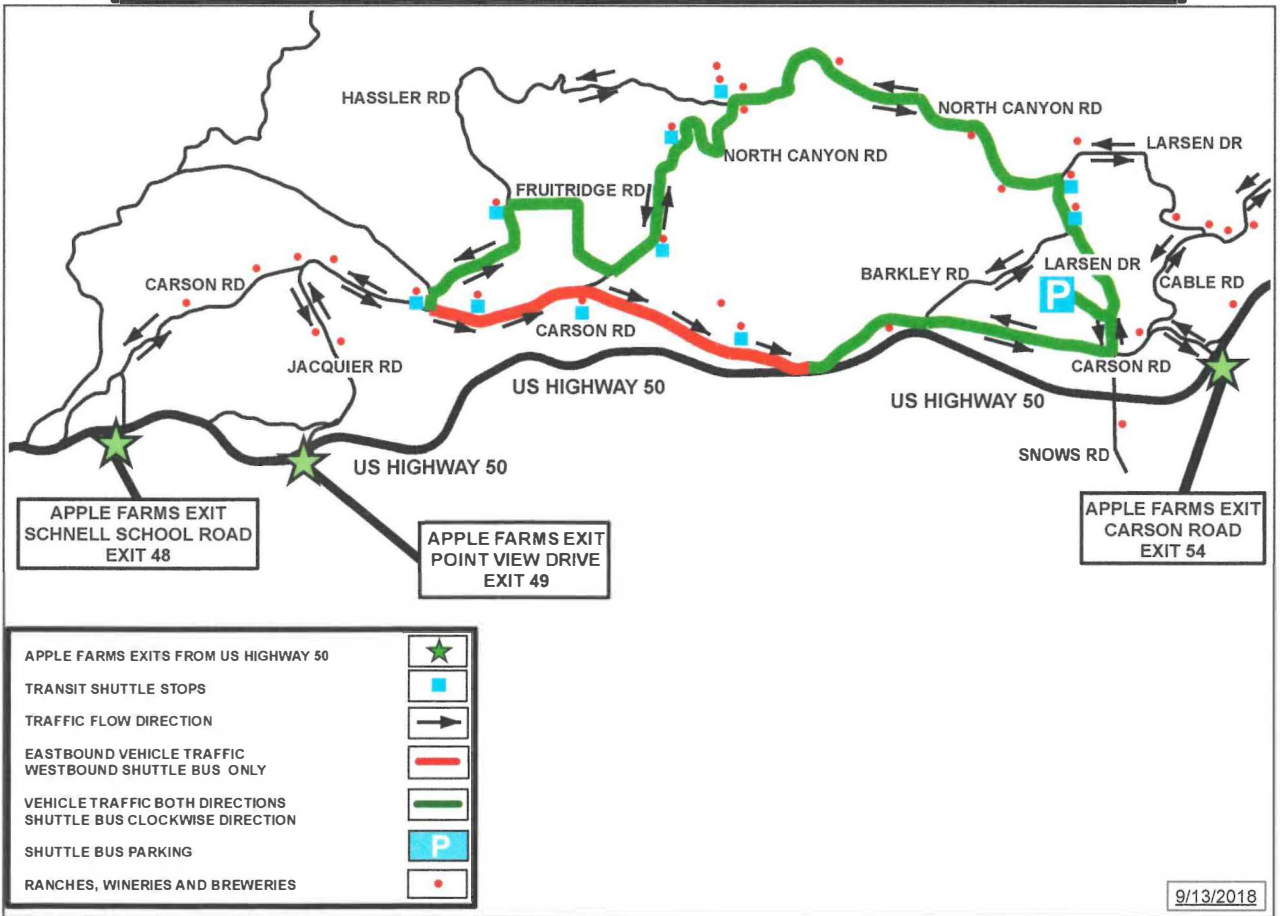 HASSLER RD
NORTH CANYON RD
LARSEN DR
NORTH CANYON RD
FRUITRIDGE RD
CARSON RD
BARKLEY RD
LARSEN DR
P
CABLE RD
CARSON RD
JACQUIER RD
CARSON RD
US HIGHWAY 50
US HIGHWAY 50
SNOWS RD
US HIGHWAY 50
APPLE FARMS EXIT
SCHNELL SCHOOL ROAD
EXIT 48
APPLE FARMS EXIT
POINT VIEW DRIVE
EXIT 49
APPLE FARMS EXIT
CARSON ROAD
EXIT 54
APPLE FARMS EXITS FROM US HIGHWAY 50
TRANSIT SHUTTLE STOPS
TRAFFIC FLOW DIRECTION
EASTBOUND VEHICLE TRAFFIC
WESTBOUND SHUTTLE BUS ONLY
VEHICLE TRAFFIC BOTH DIRECTIONS
SHUTTLE BUS CLOCKWISE DIRECTION
SHUTTLE BUS PARKING
P
RANCHES, WINERIES AND BREWERIES
9/13/2018